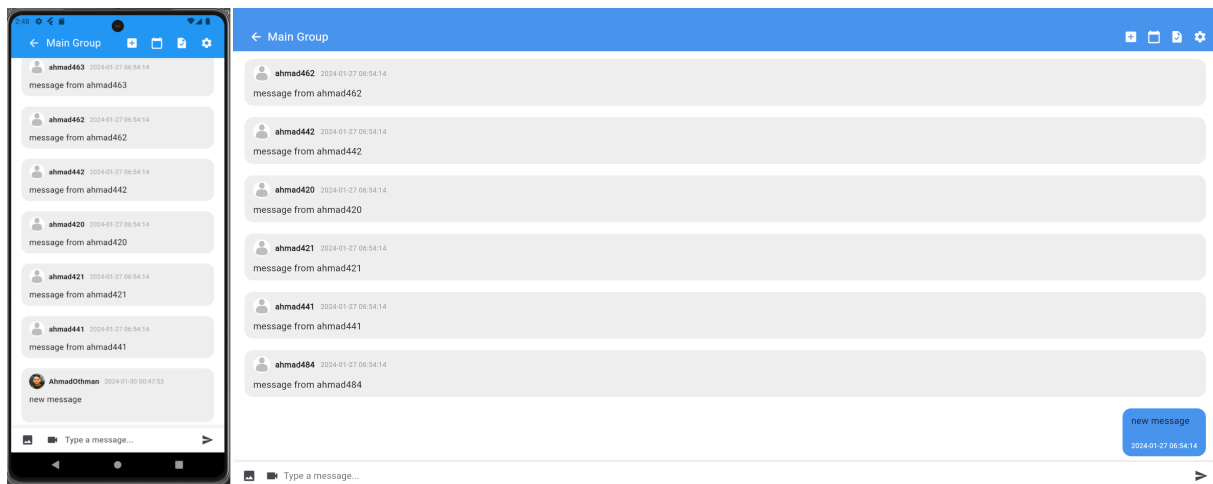 2:48
Main Group
ahmad463 2024-01-27 06:54:14
message from ahmad463
ahmad462 2024-01-27 06:54:14
message from ahmad462
ahmad442 2024-01-27 06:54:14
message from ahmad442
ahmad420 2024-01-27 06:54:14
message from ahmad420
ahmad421 2024-01-27 06:54:14
message from ahmad421
ahmad441 2024-01-27 06:54:14
message from ahmad441
AhmadOthman 2024-01-30 00:47:53
new message
Type a message...
Main Group
ahmad462 2024-01-27 06:54:14
message from ahmad462
ahmad442 2024-01-27 06:54:14
message from ahmad442
ahmad420 2024-01-27 06:54:14
message from ahmad420
ahmad421 2024-01-27 06:54:14
message from ahmad421
ahmad441 2024-01-27 06:54:14
message from ahmad441
ahmad484 2024-01-27 06:54:14
message from ahmad484
new message
2024-01-27 06:54:14
Type a message...